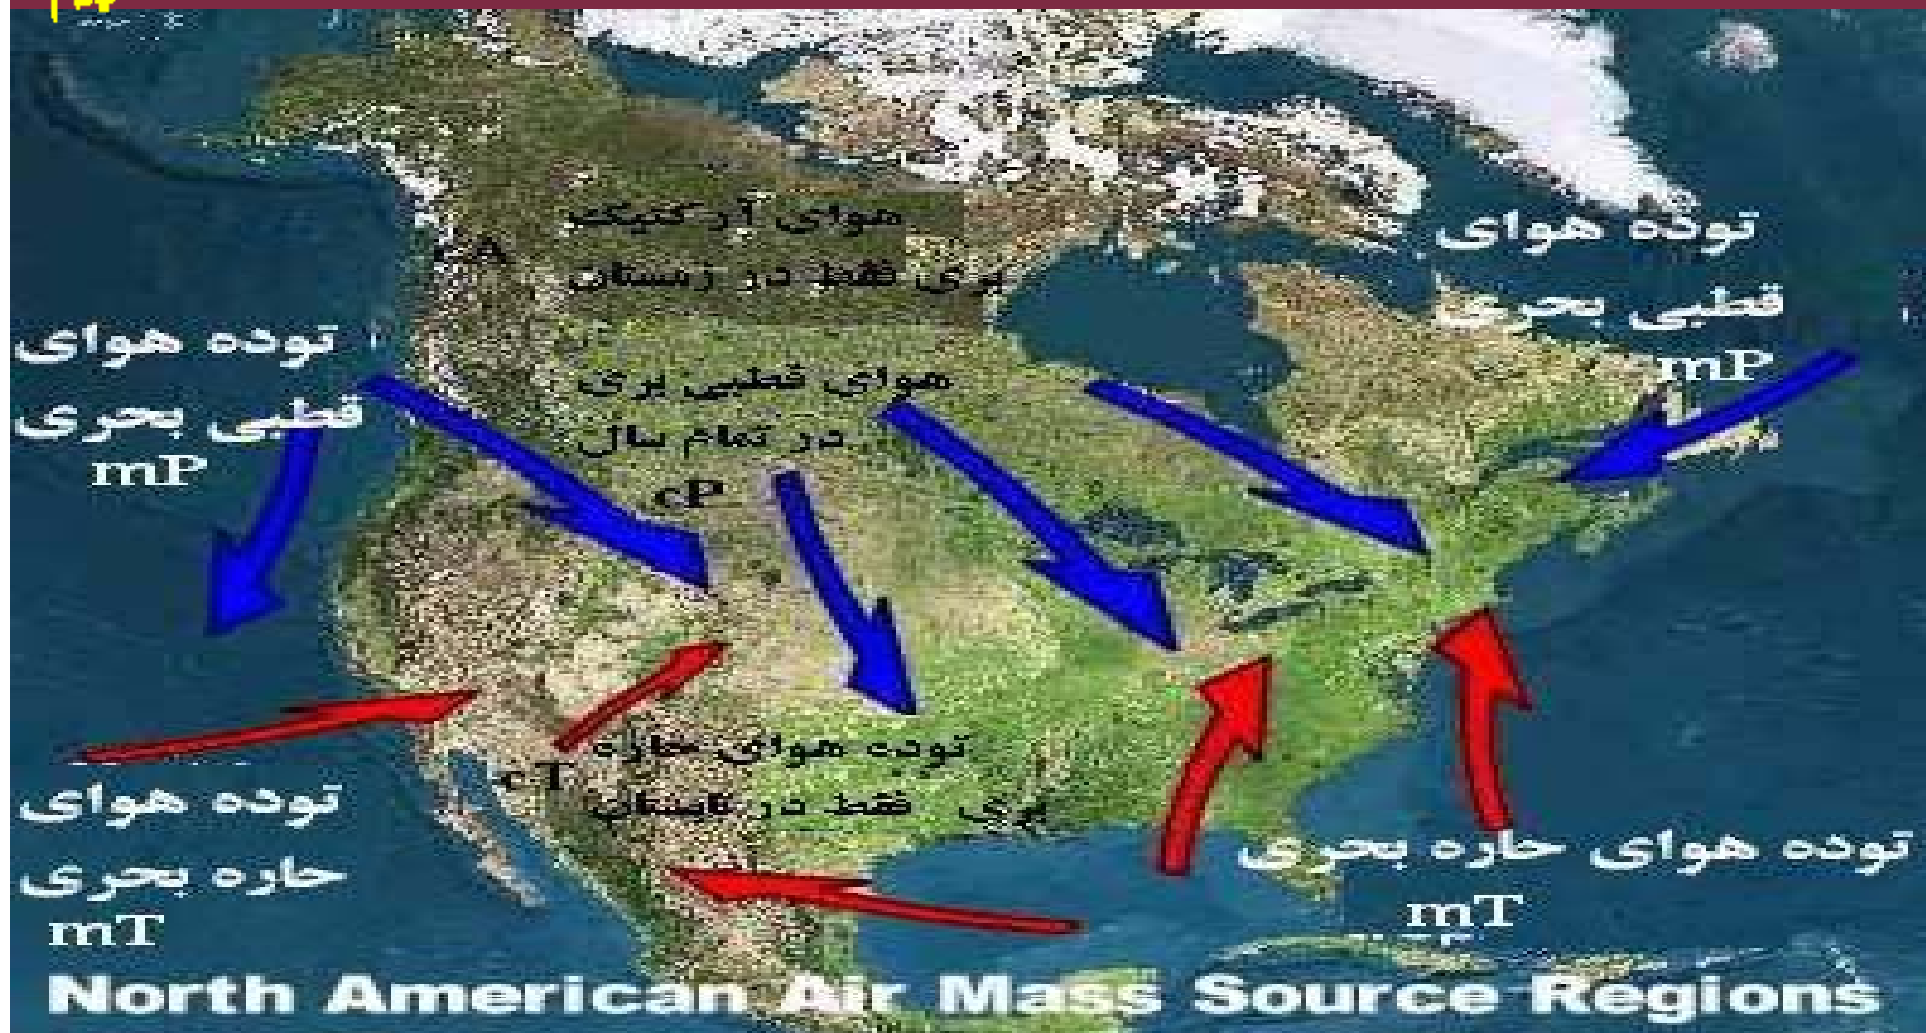 هوای آرکتیک
بری فقط در زمستان
A
توده هوای
قطبی بحری
mP
توده هوای
قطبی بحری
mP
هوای قطبی بری
در تمام سال
cP
توده هوای حاره
بری فقط در تابستان
cT
توده هوای
حاره بحری
mT
توده هوای حاره بحری
mT
North American Air Mass Source Regions